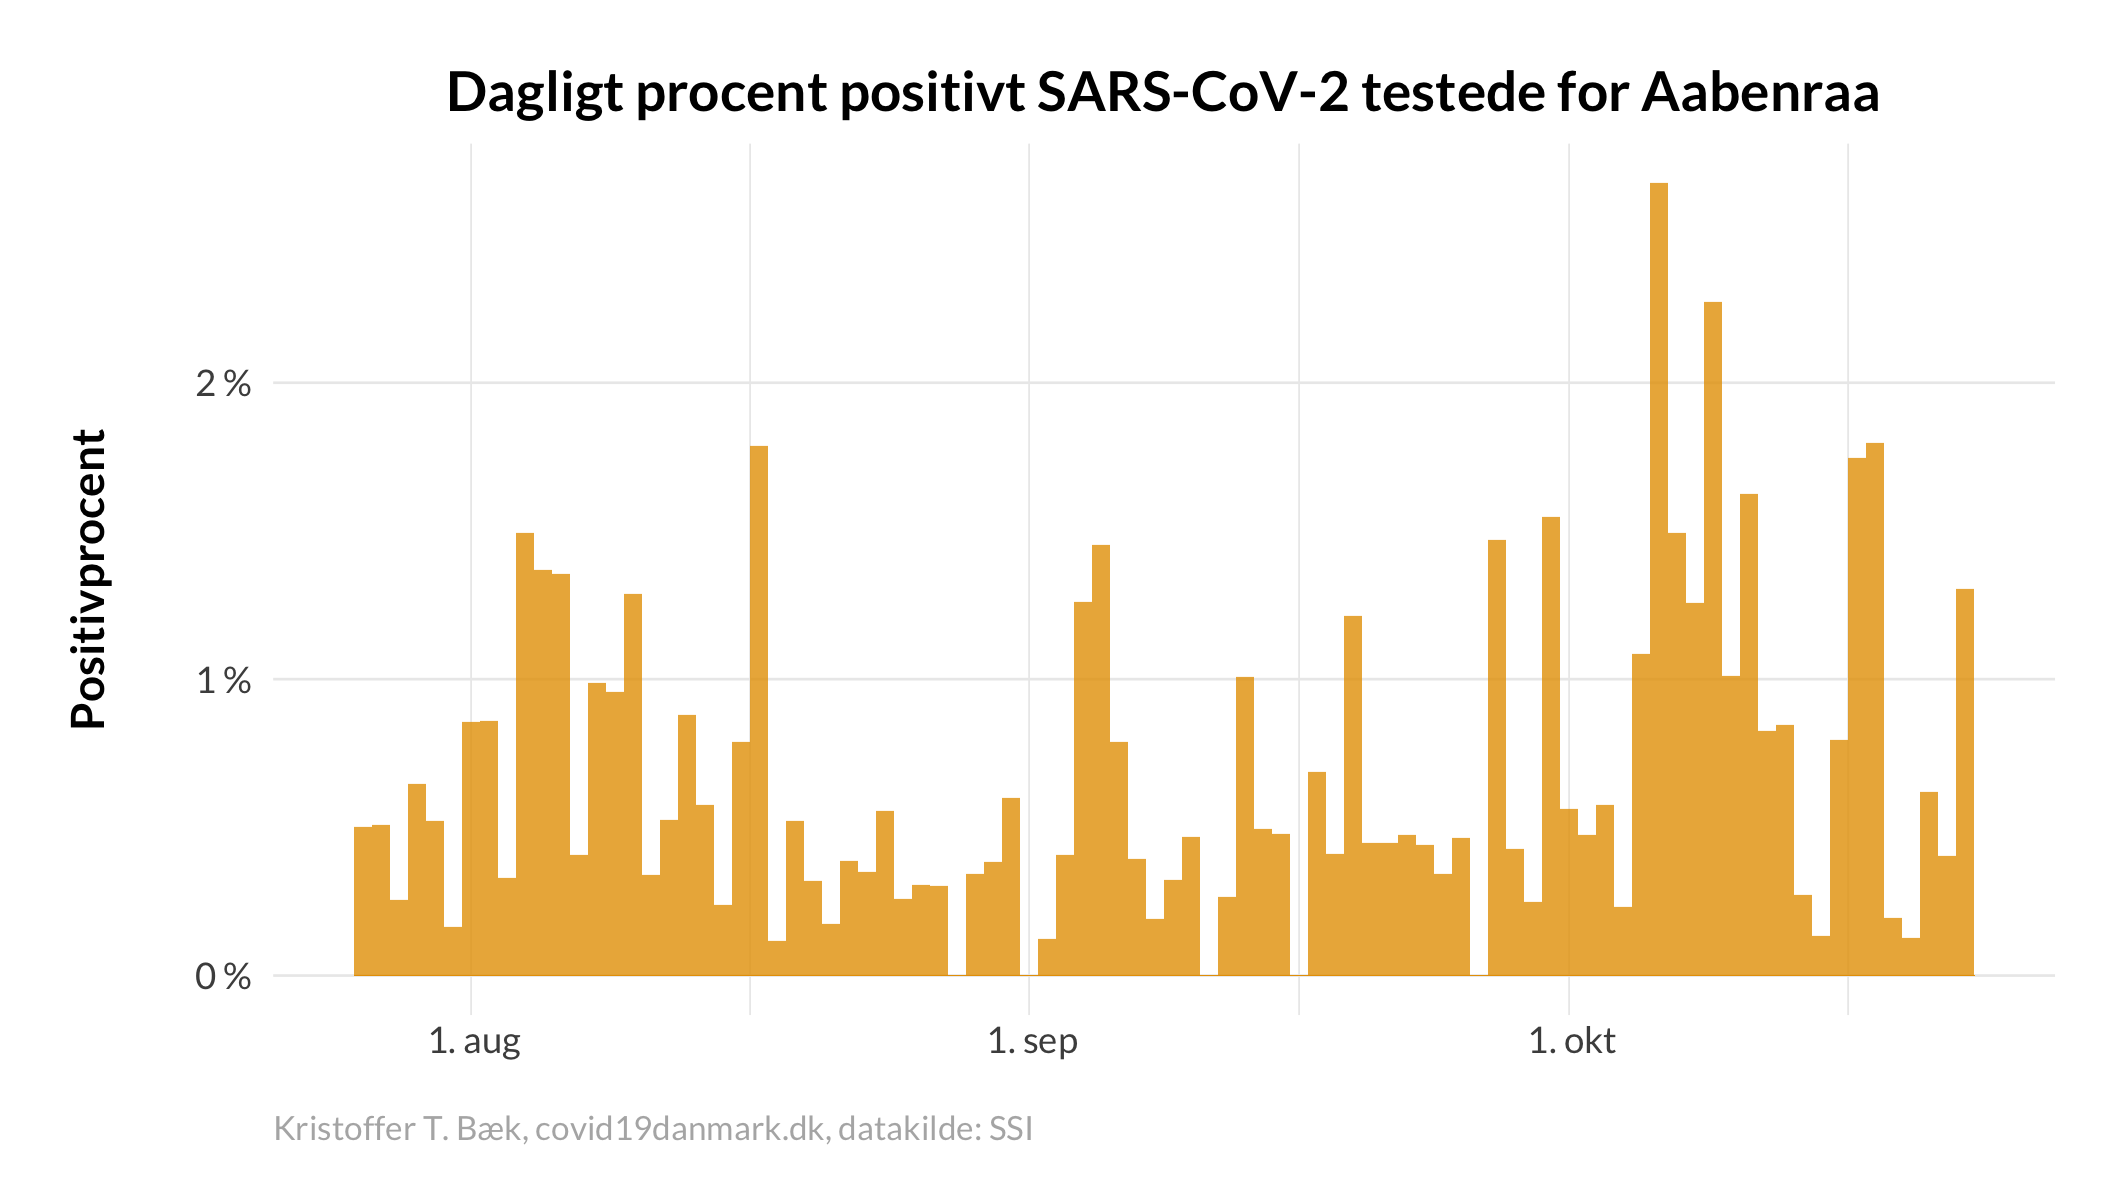 Dagligt procent positivt SARS-CoV-2 testede for Aabenraa
Positivprocent
2 %
1 %
0 %
1. aug
1. sep
1. okt
Kristoffer T. Bæk, covid19danmark.dk, datakilde: SSI